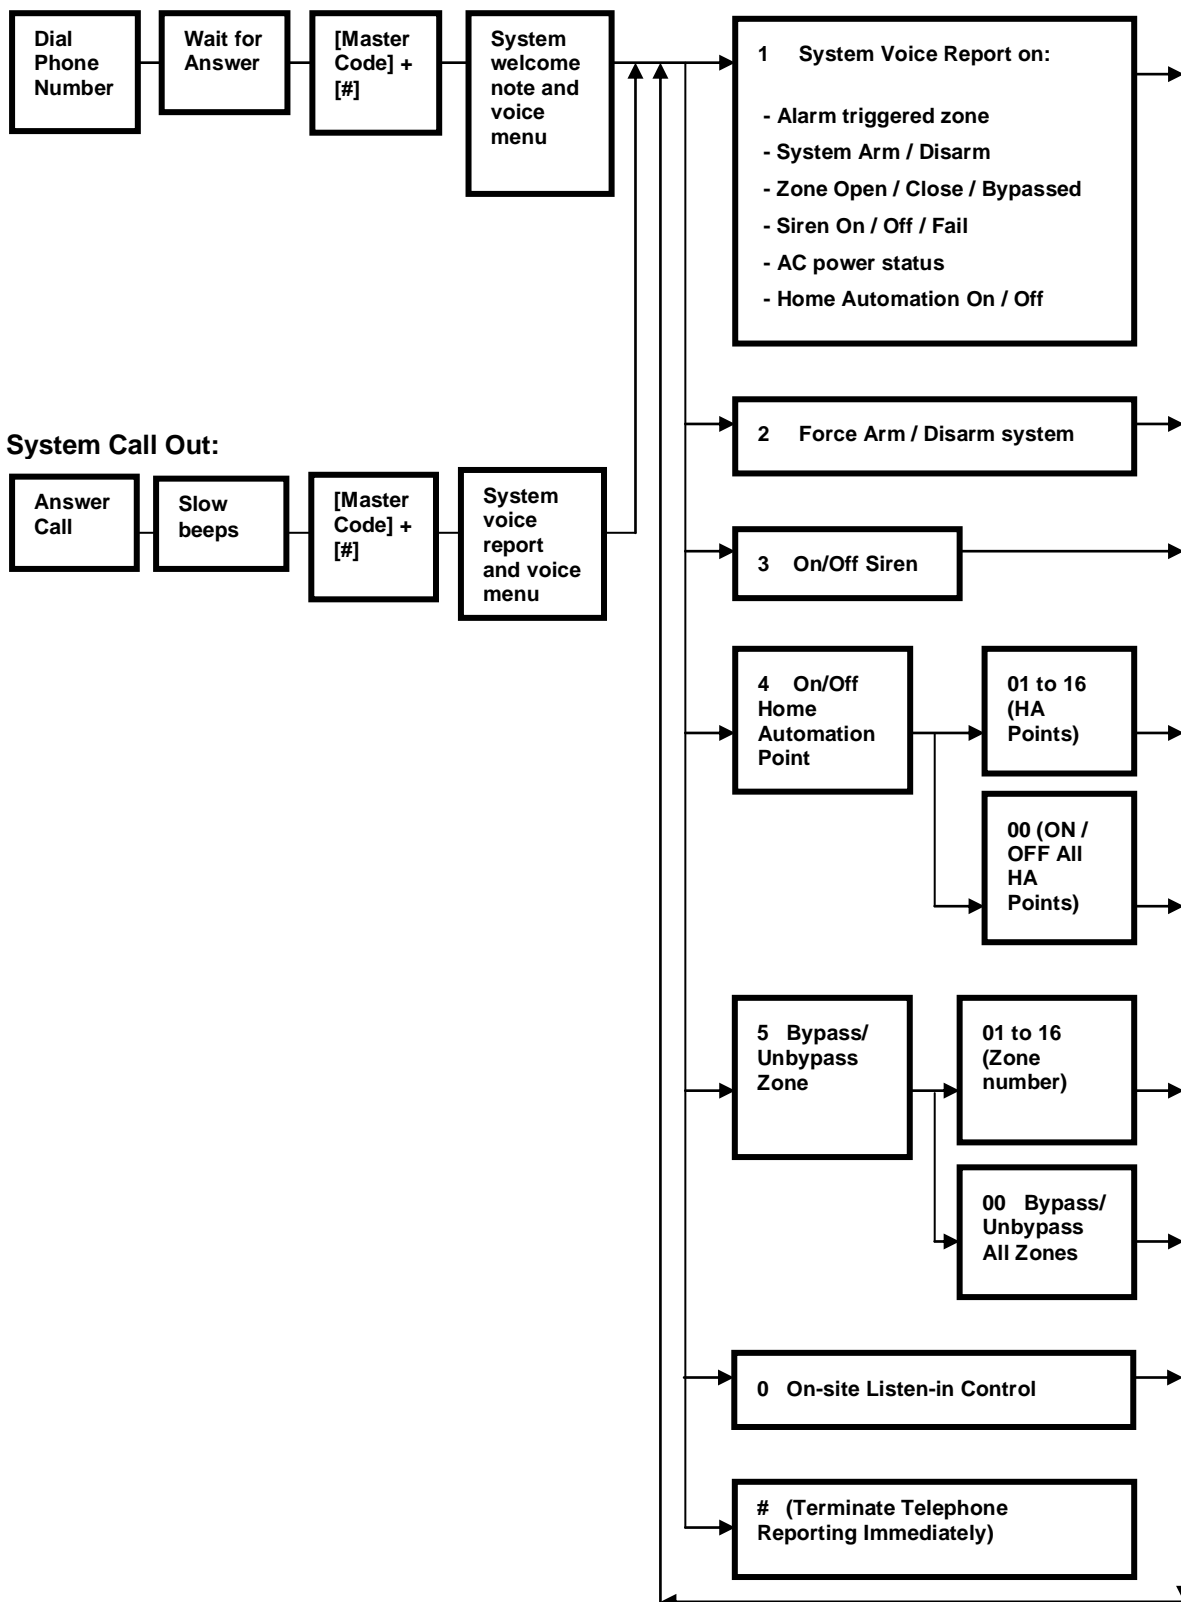 Dial
Phone
Number
Wait for
Answer
[Master
Code] +
[#]
System
welcome
note and
voice
menu
1 System Voice Report on:
- Alarm triggered zone
- System Arm / Disarm
- Zone Open / Close / Bypassed
- Siren On / Off / Fail
- AC power status
- Home Automation On / Off
System Call Out:
Answer
Call
Slow
beeps
[Master
Code] +
[#]
System
voice
report
and voice
menu
2 Force Arm / Disarm system
3 On/Off Siren
4 On/Off
Home
Automation
Point
01 to 16
(HA
Points)
00 (ON /
OFF All
HA
Points)
5 Bypass/
Unbypass
Zone
01 to 16
(Zone
number)
00 Bypass/
Unbypass
All Zones
0 On-site Listen-in Control
# (Terminate Telephone
Reporting Immediately)